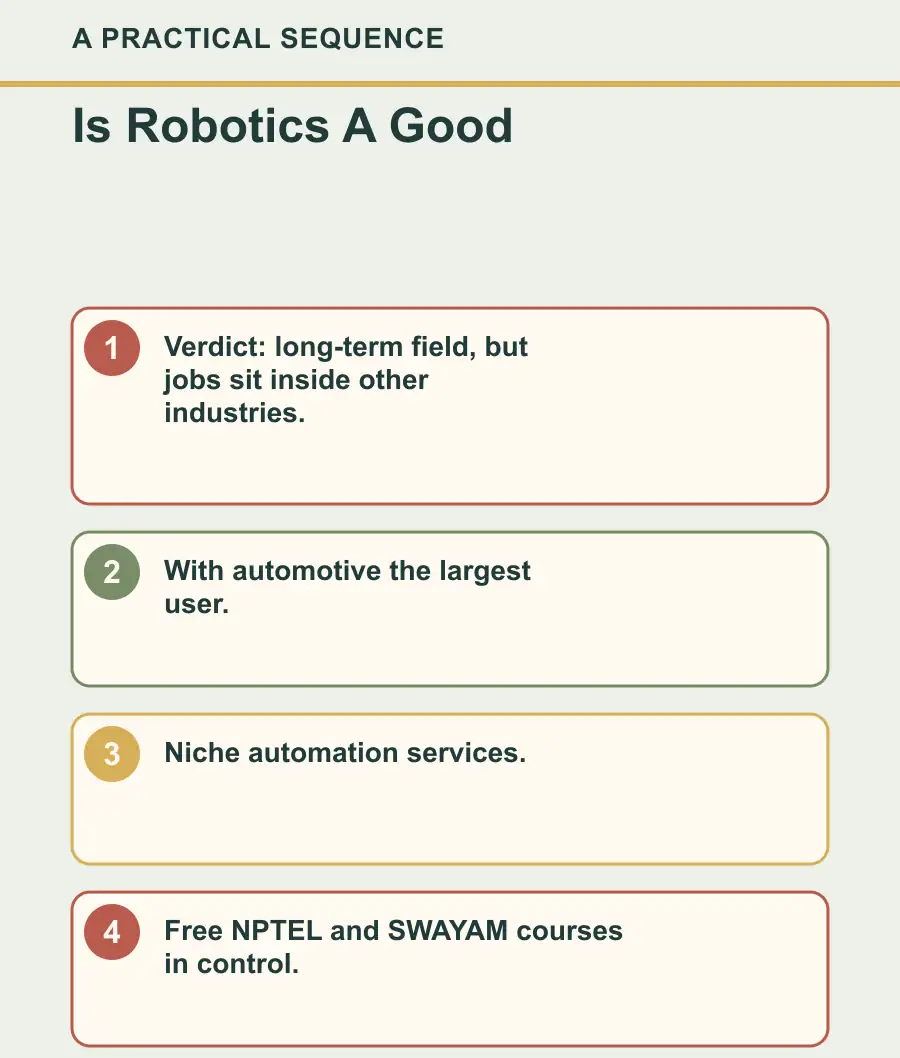 A PRACTICAL SEQUENCE
Is Robotics A Good
1
Verdict: long-term field, but
jobs sit inside other
industries.
2
With automotive the largest
user.
3
Niche automation services.
4
Free NPTEL and SWAYAM courses
in control.